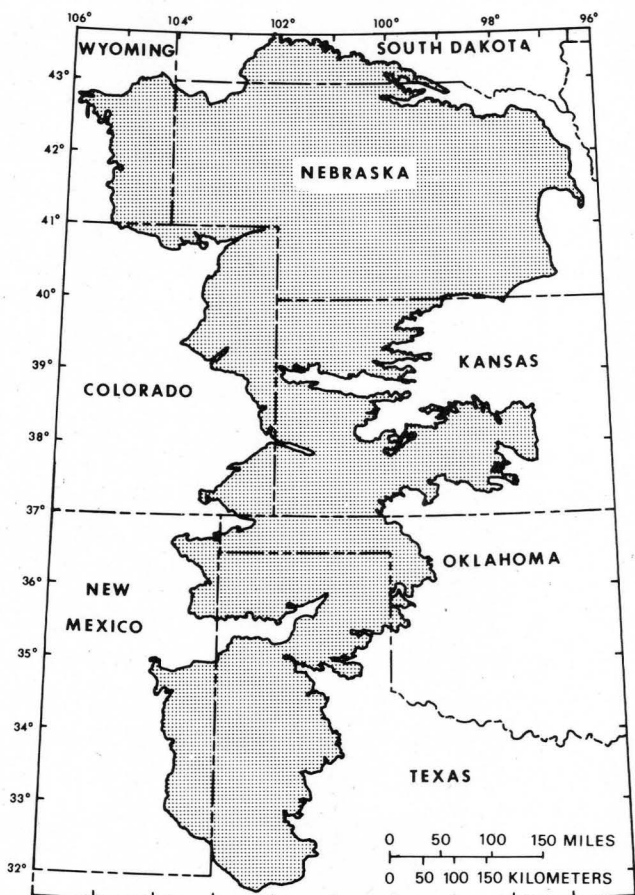 106° 104° 102° 100° 98° 96°
WYOMING SOUTH DAKOTA
43°
42°
NEBRASKA
41°
40°
39°
KANSAS
COLORADO
38°
37°
OKLAHOMA
36°
NEW
MEXICO
35°
34°
TEXAS
33°
0 50 100 150 MILES
32°
0 50 100 150 KILOMETERS